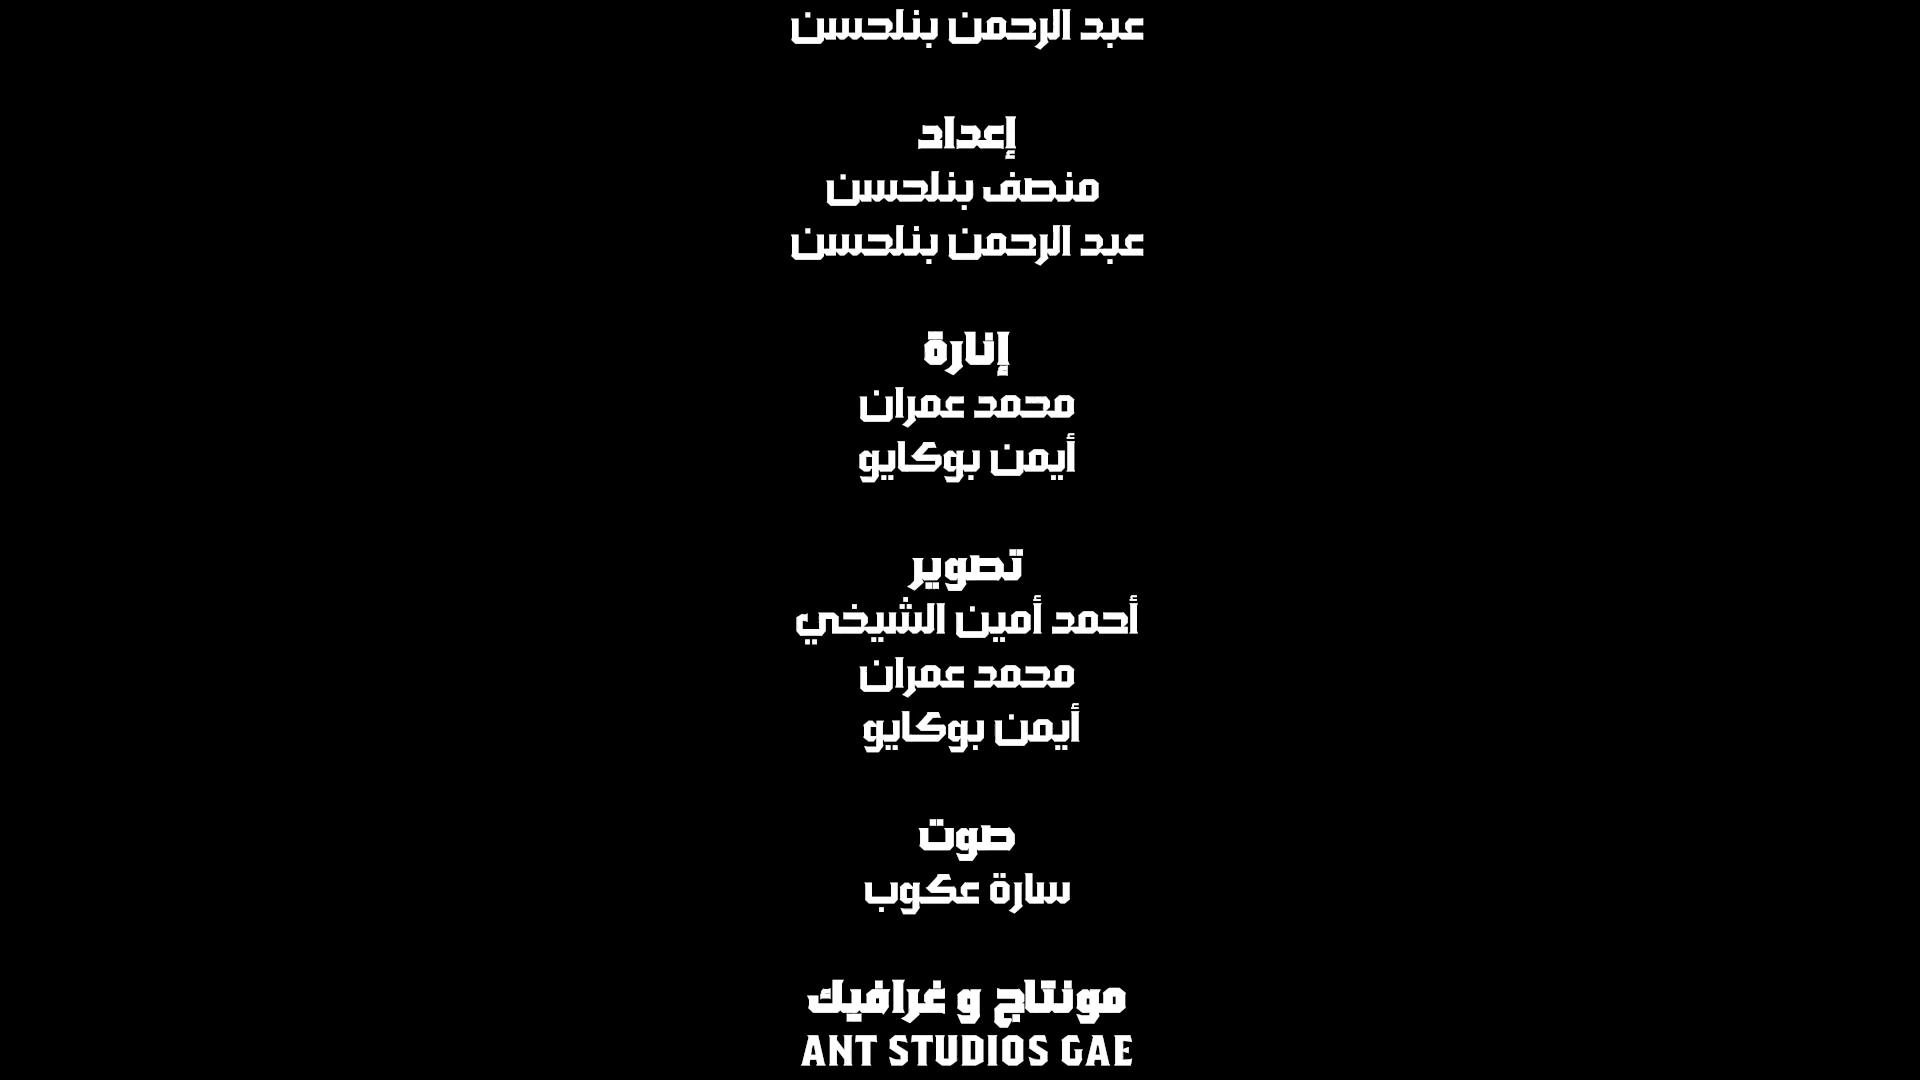 عبد الرحمن بنلحسن
إعداد
منصف بنلحسن
عبد الرحمن بنلحسن
إنارة
محمد عمران
أيمن بوكايو
تصوير
أحمد أمين الشيخي
محمد عمران
أيمن بوكايو
صوت
سارة عكوب
مونتاج و غرافيك
ANT STUDIOS GAE